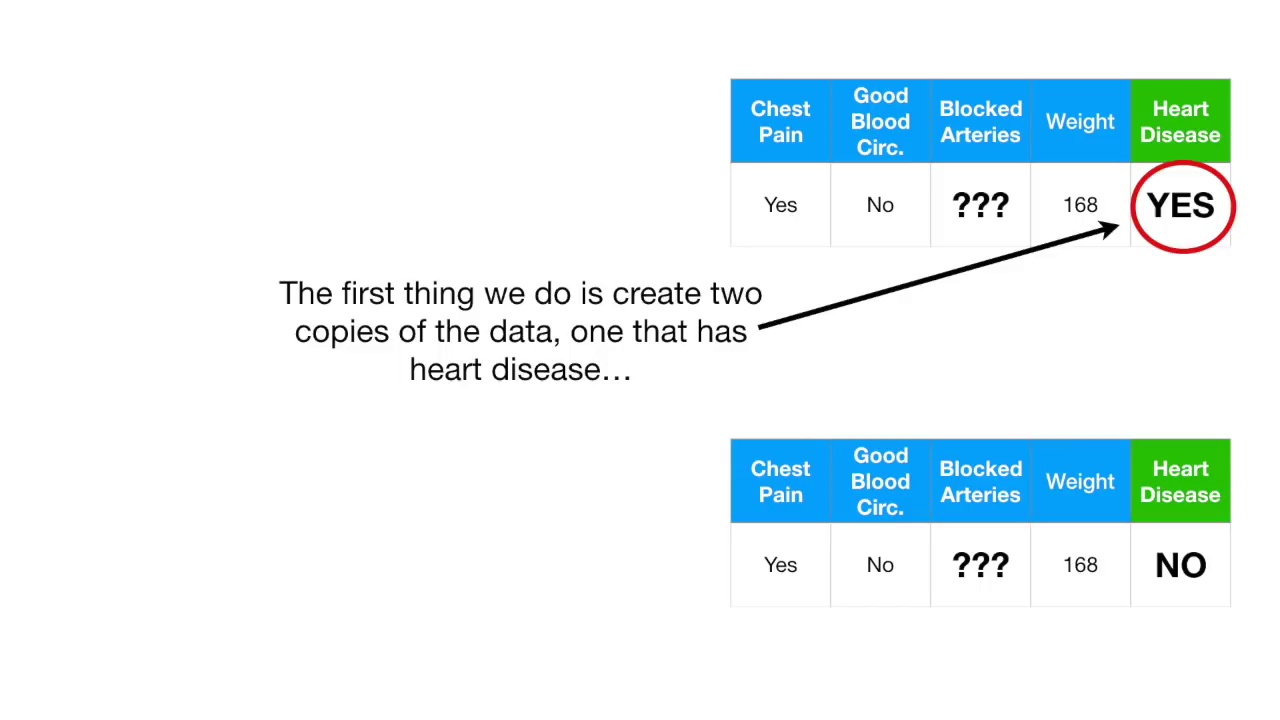 Chest Pain Good Blood Circ. Blocked Arteries Weight Heart Disease
Yes No ??? 168 YES
The first thing we do is create two
copies of the data, one that has
heart disease…
Chest Pain Good Blood Circ. Blocked Arteries Weight Heart Disease
Yes No ??? 168 NO